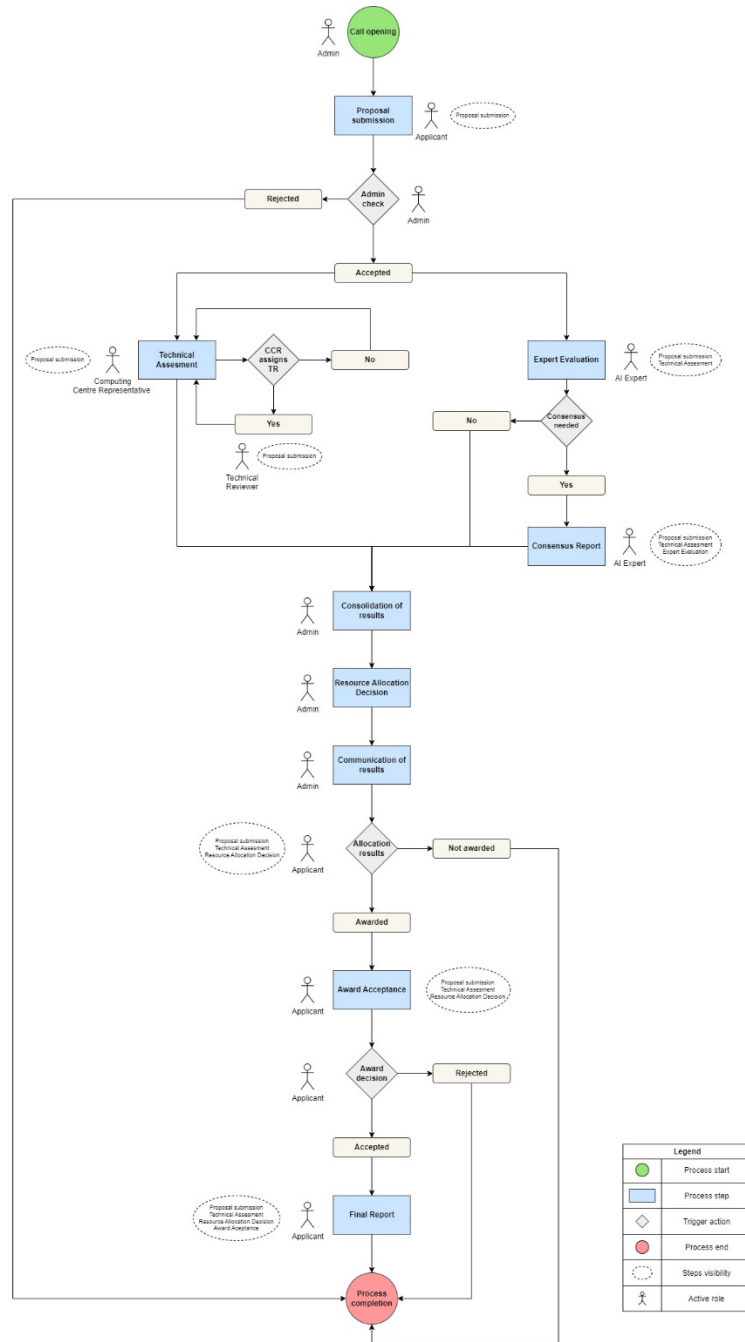 Call opening
Admin
Proposal
submission
Applicant
Proposal submission
Rejected
Admin
check
Admin
Accepted
Proposal submission
Computing
Centre Representative
Technical
Assesment
CCR
assigns
TR
No
Yes
Technical
Reviewer
Proposal submission
Expert Evaluation
AI Expert
Proposal submission
Technical Assesment
No
Consensus
needed
Yes
Consensus Report
AI Expert
Proposal submission
Technical Assesment
Expert Evaluation
Admin
Consolidation of
results
Admin
Resource Allocation
Decision
Admin
Communication of
results
Proposal submission
Technical Assesment
Resource Allocation Decision
Applicant
Allocation
results
Not awarded
Awarded
Applicant
Award Acceptance
Proposal submission
Technical Assesment
Resource Allocation Decision
Applicant
Award
decision
Rejected
Accepted
Proposal submission
Technical Assesment
Resource Allocation Decision
Award Aceptance
Applicant
Final Report
Process
completion
Legend
Process start
Process step
Trigger action
Process end
Steps visibility
Active role